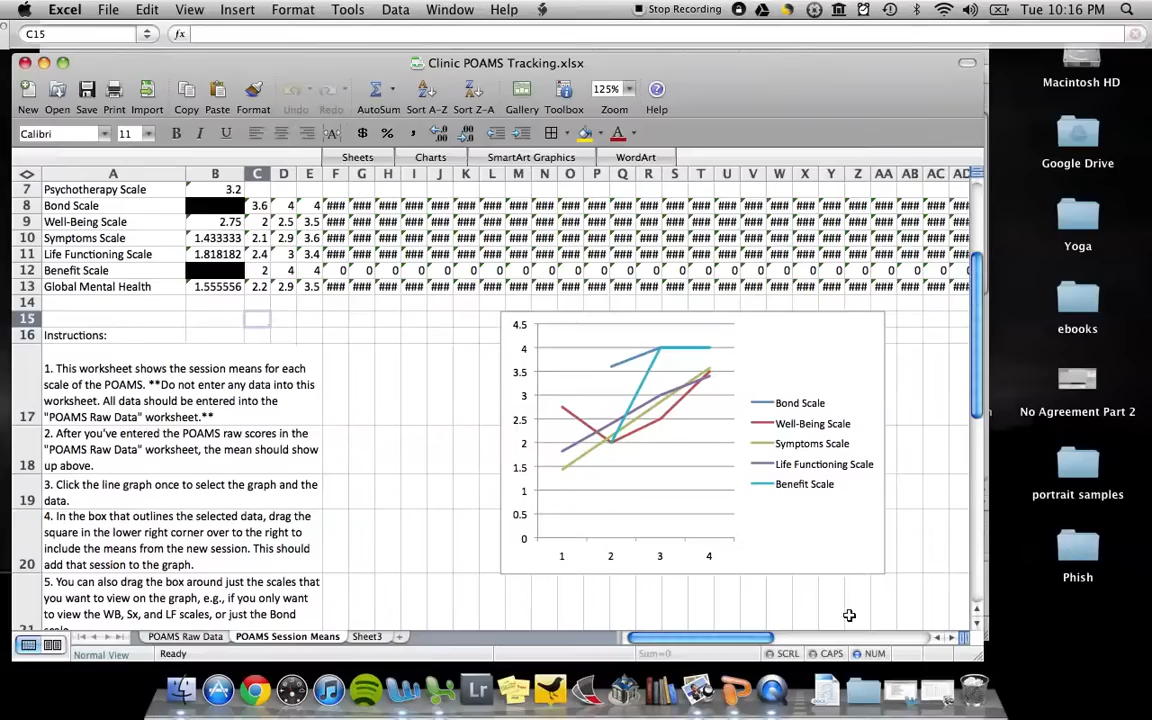 Excel File Edit View Insert Format Tools Data Window Help Stop Recording Tue 10:16 PM
C15 fx
Clinic POAMS Tracking.xlsx
New Open Save Print Import Copy Paste Format Undo Redo AutoSum Sort A-Z Sort Z-A Gallery Toolbox 125% Zoom Help
Calibri 11 B I U A $ % , .00 .0 A
Sheets Charts SmartArt Graphics WordArt
A B C D E F G H I J K L M N O P Q R S T U V W X Y Z AA AB AC AD
7 Psychotherapy Scale 3.2
8 Bond Scale 3.6 4 4 ### ### ### ### ### ### ### ### ### ### ### ### ### ### ### ### ### ### ### ### ### ### ### ### ###
9 Well-Being Scale 2.75 2 2.5 3.5 ### ### ### ### ### ### ### ### ### ### ### ### ### ### ### ### ### ### ### ### ### ### ### ### ###
10 Symptoms Scale 1.433333 2.1 2.9 3.6 ### ### ### ### ### ### ### ### ### ### ### ### ### ### ### ### ### ### ### ### ### ### ### ### ###
11 Life Functioning Scale 1.818182 2.4 3 3.4 ### ### ### ### ### ### ### ### ### ### ### ### ### ### ### ### ### ### ### ### ### ### ### ### ###
12 Benefit Scale 2 4 4 0 0 0 0 0 0 0 0 0 0 0 0 0 0 0 0 0 0 0 0 0 0 0 0 0
13 Global Mental Health 1.555556 2.2 2.9 3.5 ### ### ### ### ### ### ### ### ### ### ### ### ### ### ### ### ### ### ### ### ### ### ### ### ###
14
15
16 Instructions:
1. This worksheet shows the session means for each
scale of the POAMS. **Do not enter any data into this
worksheet. All data should be entered into the
17 "POAMS Raw Data" worksheet.**
2. After you've entered the POAMS raw scores in the
"POAMS Raw Data" worksheet, the mean should show
18 up above.
3. Click the line graph once to select the graph and the
19 data.
4. In the box that outlines the selected data, drag the
square in the lower right corner over to the right to
include the means from the new session. This should
20 add that session to the graph.
5. You can also drag the box around just the scales that
you want to view on the graph, e.g., if you only want
to view the WB, Sx, and LF scales, or just the Bond
4.5
4
3.5
3
2.5
2
1.5
1
0.5
0
1 2 3 4
Bond Scale
Well-Being Scale
Symptoms Scale
Life Functioning Scale
Benefit Scale
POAMS Raw Data POAMS Session Means Sheet3 +
Normal View Ready Sum=0 SCRL CAPS NUM
Macintosh HD
Google Drive
Yoga
ebooks
No Agreement Part 2
portrait samples
Phish
Lr